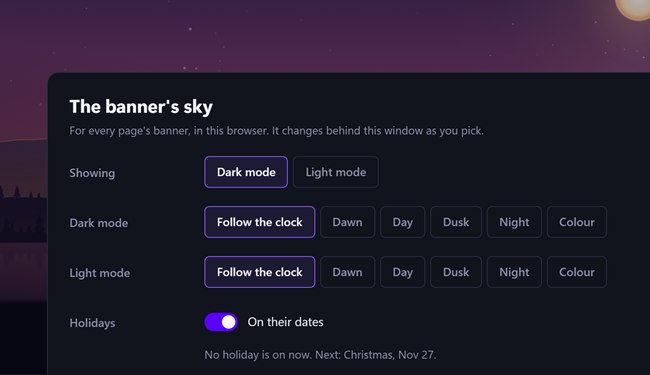 The banner's sky
For every page's banner, in this browser. It changes behind this window as you pick.
Showing Dark mode Light mode
Dark mode Follow the clock Dawn Day Dusk Night Colour
Light mode Follow the clock Dawn Day Dusk Night Colour
Holidays On their dates
No holiday is on now. Next: Christmas, Nov 27.